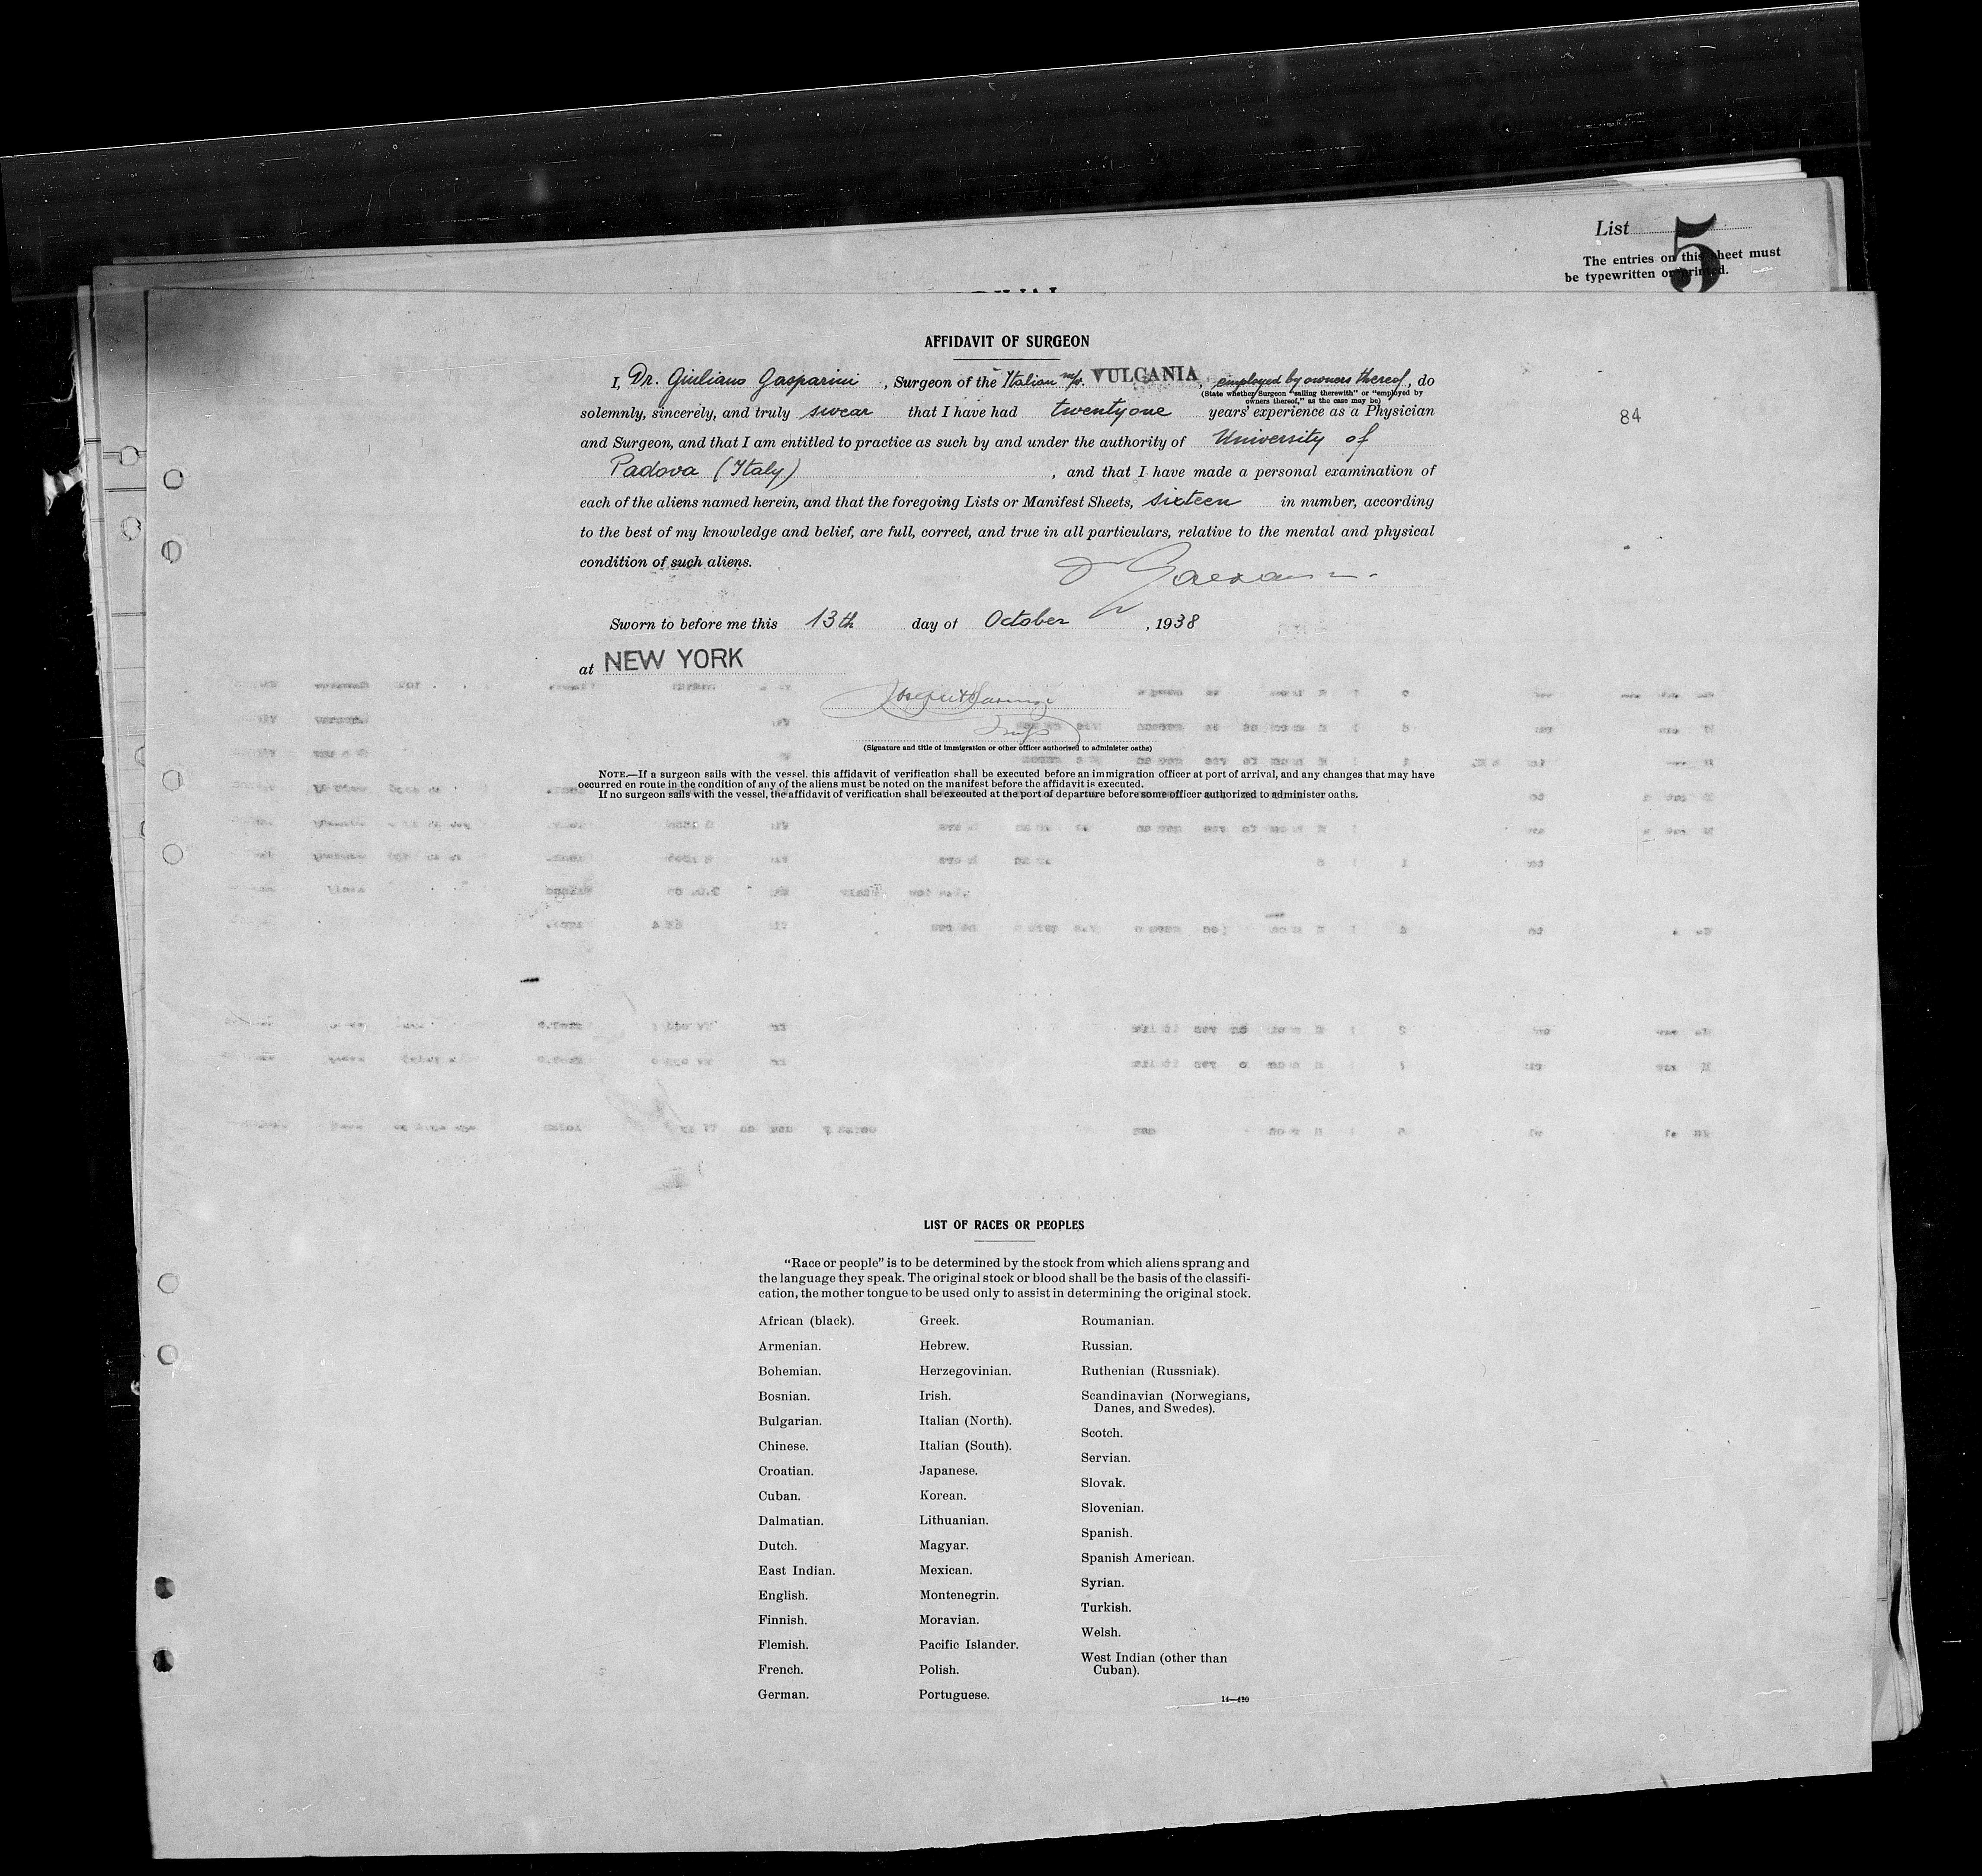 List 5
The entries on this sheet must
be typewritten or printed.
AFFIDAVIT OF SURGEON
84
I, Dr. Giuliano Gasparini, Surgeon of the Italian m/v. VULCANIA, employed by owners thereof, do
(State whether Surgeon "sailing therewith" or "employed by
owners thereof," as the case may be)
solemnly, sincerely, and truly swear that I have had twentyone years' experience as a Physician
and Surgeon, and that I am entitled to practice as such by and under the authority of University of
Padova (Italy), and that I have made a personal examination of
each of the aliens named herein, and that the foregoing Lists or Manifest Sheets, sixteen in number, according
to the best of my knowledge and belief, are full, correct, and true in all particulars, relative to the mental and physical
condition of such aliens.
Sworn to before me this 13th day of October, 1938
at NEW YORK
(Signature and title of immigration or other officer authorized to administer oaths)
NOTE.—If a surgeon sails with the vessel, this affidavit of verification shall be executed before an immigration officer at port of arrival, and any changes that may have
occurred en route in the condition of any of the aliens must be noted on the manifest before the affidavit is executed.
If no surgeon sails with the vessel, the affidavit of verification shall be executed at the port of departure before some officer authorized to administer oaths.
LIST OF RACES OR PEOPLES
"Race or people" is to be determined by the stock from which aliens sprang and
the language they speak. The original stock or blood shall be the basis of the classifi-
cation, the mother tongue to be used only to assist in determining the original stock.
African (black).
Armenian.
Bohemian.
Bosnian.
Bulgarian.
Chinese.
Croatian.
Cuban.
Dalmatian.
Dutch.
East Indian.
English.
Finnish.
Flemish.
French.
German.
Greek.
Hebrew.
Herzegovinian.
Irish.
Italian (North).
Italian (South).
Japanese.
Korean.
Lithuanian.
Magyar.
Mexican.
Montenegrin.
Moravian.
Pacific Islander.
Polish.
Portuguese.
Roumanian.
Russian.
Ruthenian (Russniak).
Scandinavian (Norwegians,
Danes, and Swedes).
Scotch.
Servian.
Slovak.
Slovenian.
Spanish.
Spanish American.
Syrian.
Turkish.
Welsh.
West Indian (other than
Cuban).
14—420